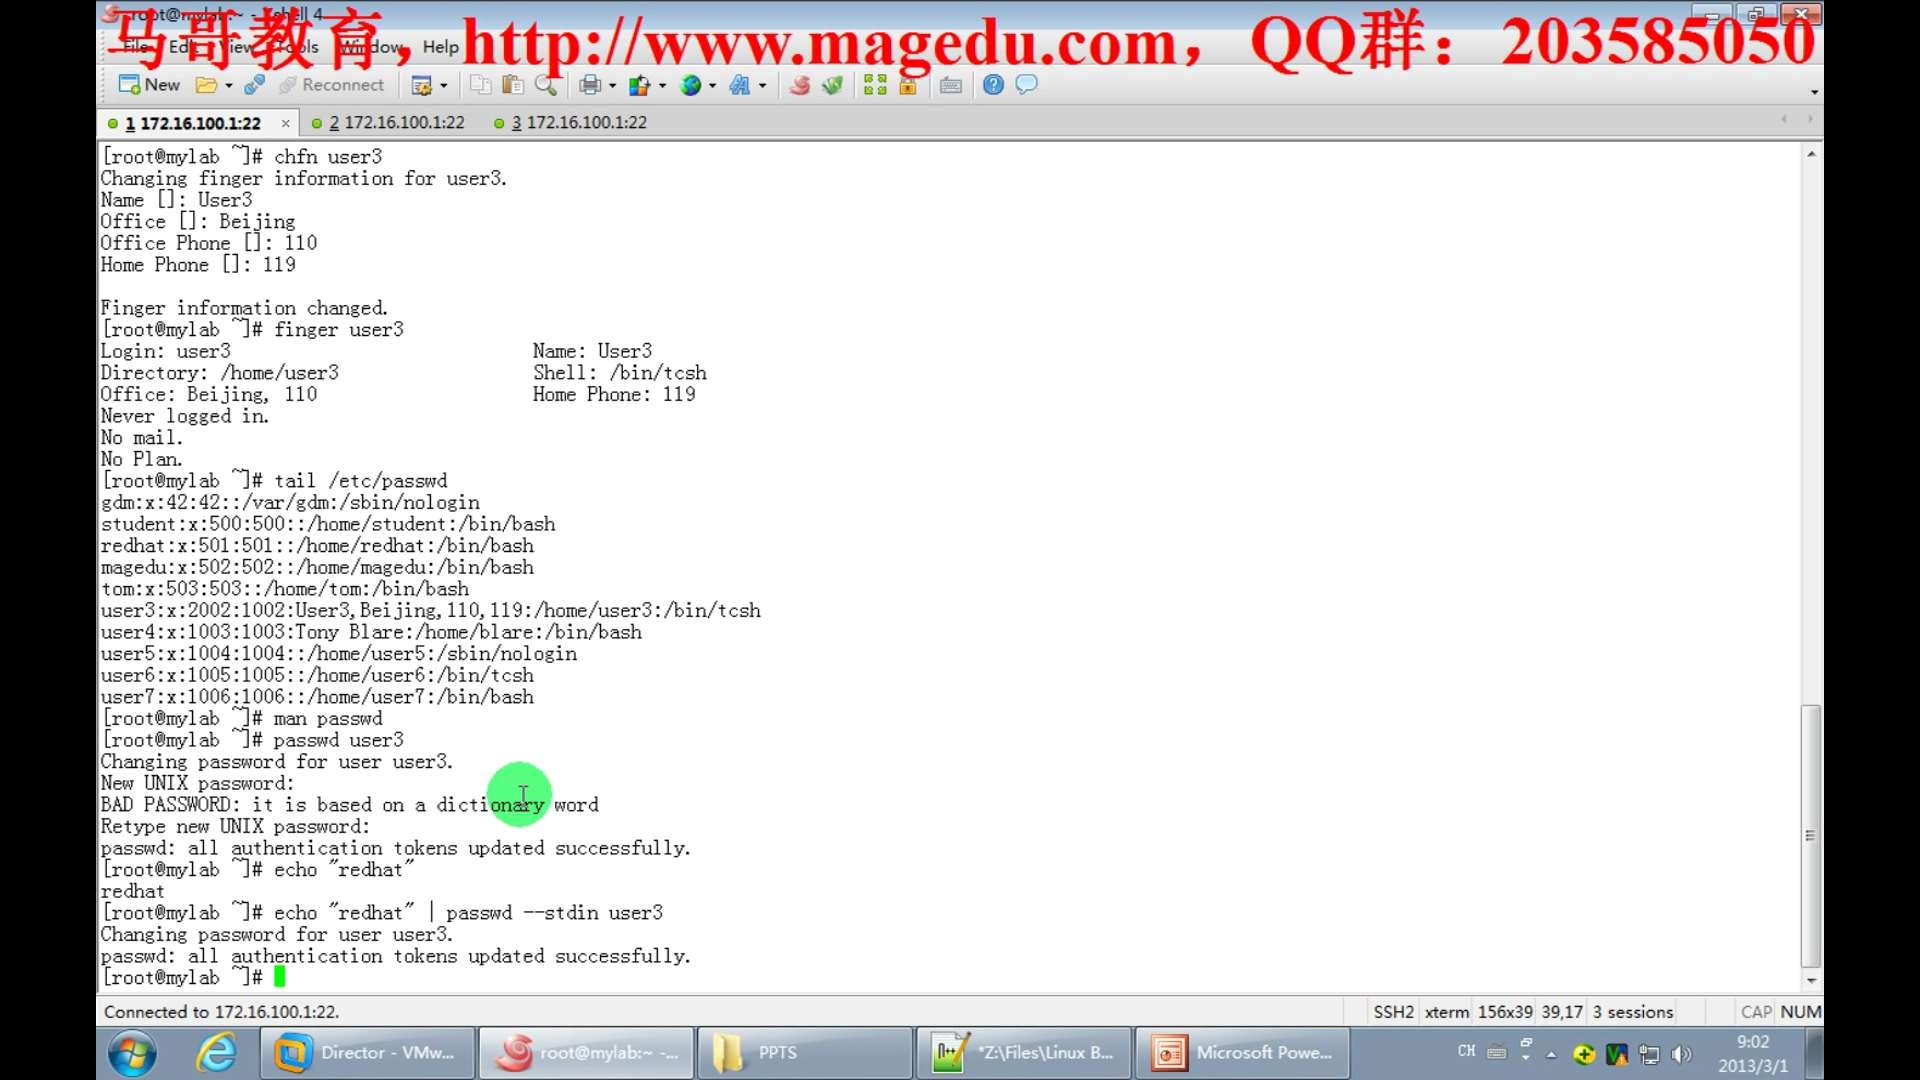 root@mylab:~ - Xshell 4
马哥教育，http://www.magedu.com，QQ群：203585050
File Edit View Tools Window Help
New Reconnect
1 172.16.100.1:22 × 2 172.16.100.1:22 3 172.16.100.1:22
[root@mylab ~]# chfn user3
Changing finger information for user3.
Name []: User3
Office []: Beijing
Office Phone []: 110
Home Phone []: 119
Finger information changed.
[root@mylab ~]# finger user3
Login: user3 Name: User3
Directory: /home/user3 Shell: /bin/tcsh
Office: Beijing, 110 Home Phone: 119
Never logged in.
No mail.
No Plan.
[root@mylab ~]# tail /etc/passwd
gdm:x:42:42::/var/gdm:/sbin/nologin
student:x:500:500::/home/student:/bin/bash
redhat:x:501:501::/home/redhat:/bin/bash
magedu:x:502:502::/home/magedu:/bin/bash
tom:x:503:503::/home/tom:/bin/bash
user3:x:2002:1002:User3,Beijing,110,119:/home/user3:/bin/tcsh
user4:x:1003:1003:Tony Blare:/home/blare:/bin/bash
user5:x:1004:1004::/home/user5:/sbin/nologin
user6:x:1005:1005::/home/user6:/bin/tcsh
user7:x:1006:1006::/home/user7:/bin/bash
[root@mylab ~]# man passwd
[root@mylab ~]# passwd user3
Changing password for user user3.
New UNIX password:
BAD PASSWORD: it is based on a dictionary word
Retype new UNIX password:
passwd: all authentication tokens updated successfully.
[root@mylab ~]# echo "redhat"
redhat
[root@mylab ~]# echo "redhat" | passwd --stdin user3
Changing password for user user3.
passwd: all authentication tokens updated successfully.
[root@mylab ~]#
Connected to 172.16.100.1:22. SSH2 xterm 156x39 39,17 3 sessions CAP NUM
Director - VMw... root@mylab:~ -... PPTS *Z:\Files\Linux B... Microsoft Powe... CH 9:02
2013/3/1